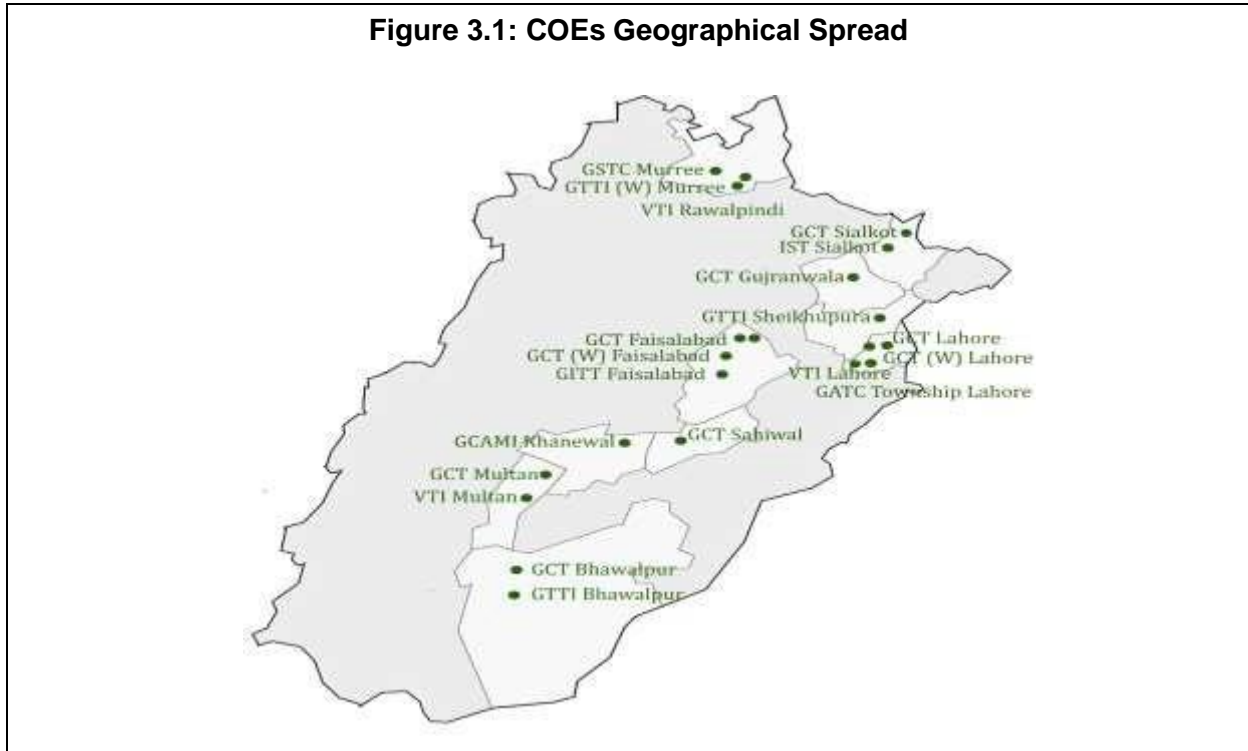 Figure 3.1: COEs Geographical Spread
GSTC Murree
GTTI (W) Murree
VTI Rawalpindi
GCT Sialkot
IST Sialkot
GCT Gujranwala
GTTI Sheikhupura
GCT Faisalabad
GCT Lahore
GCT (W) Faisalabad
GCT (W) Lahore
GITT Faisalabad
VTI Lahore
GATC Township Lahore
GCAMI Khanewal
GCT Sahiwal
GCT Multan
VTI Multan
GCT Bhawalpur
GTTI Bhawalpur